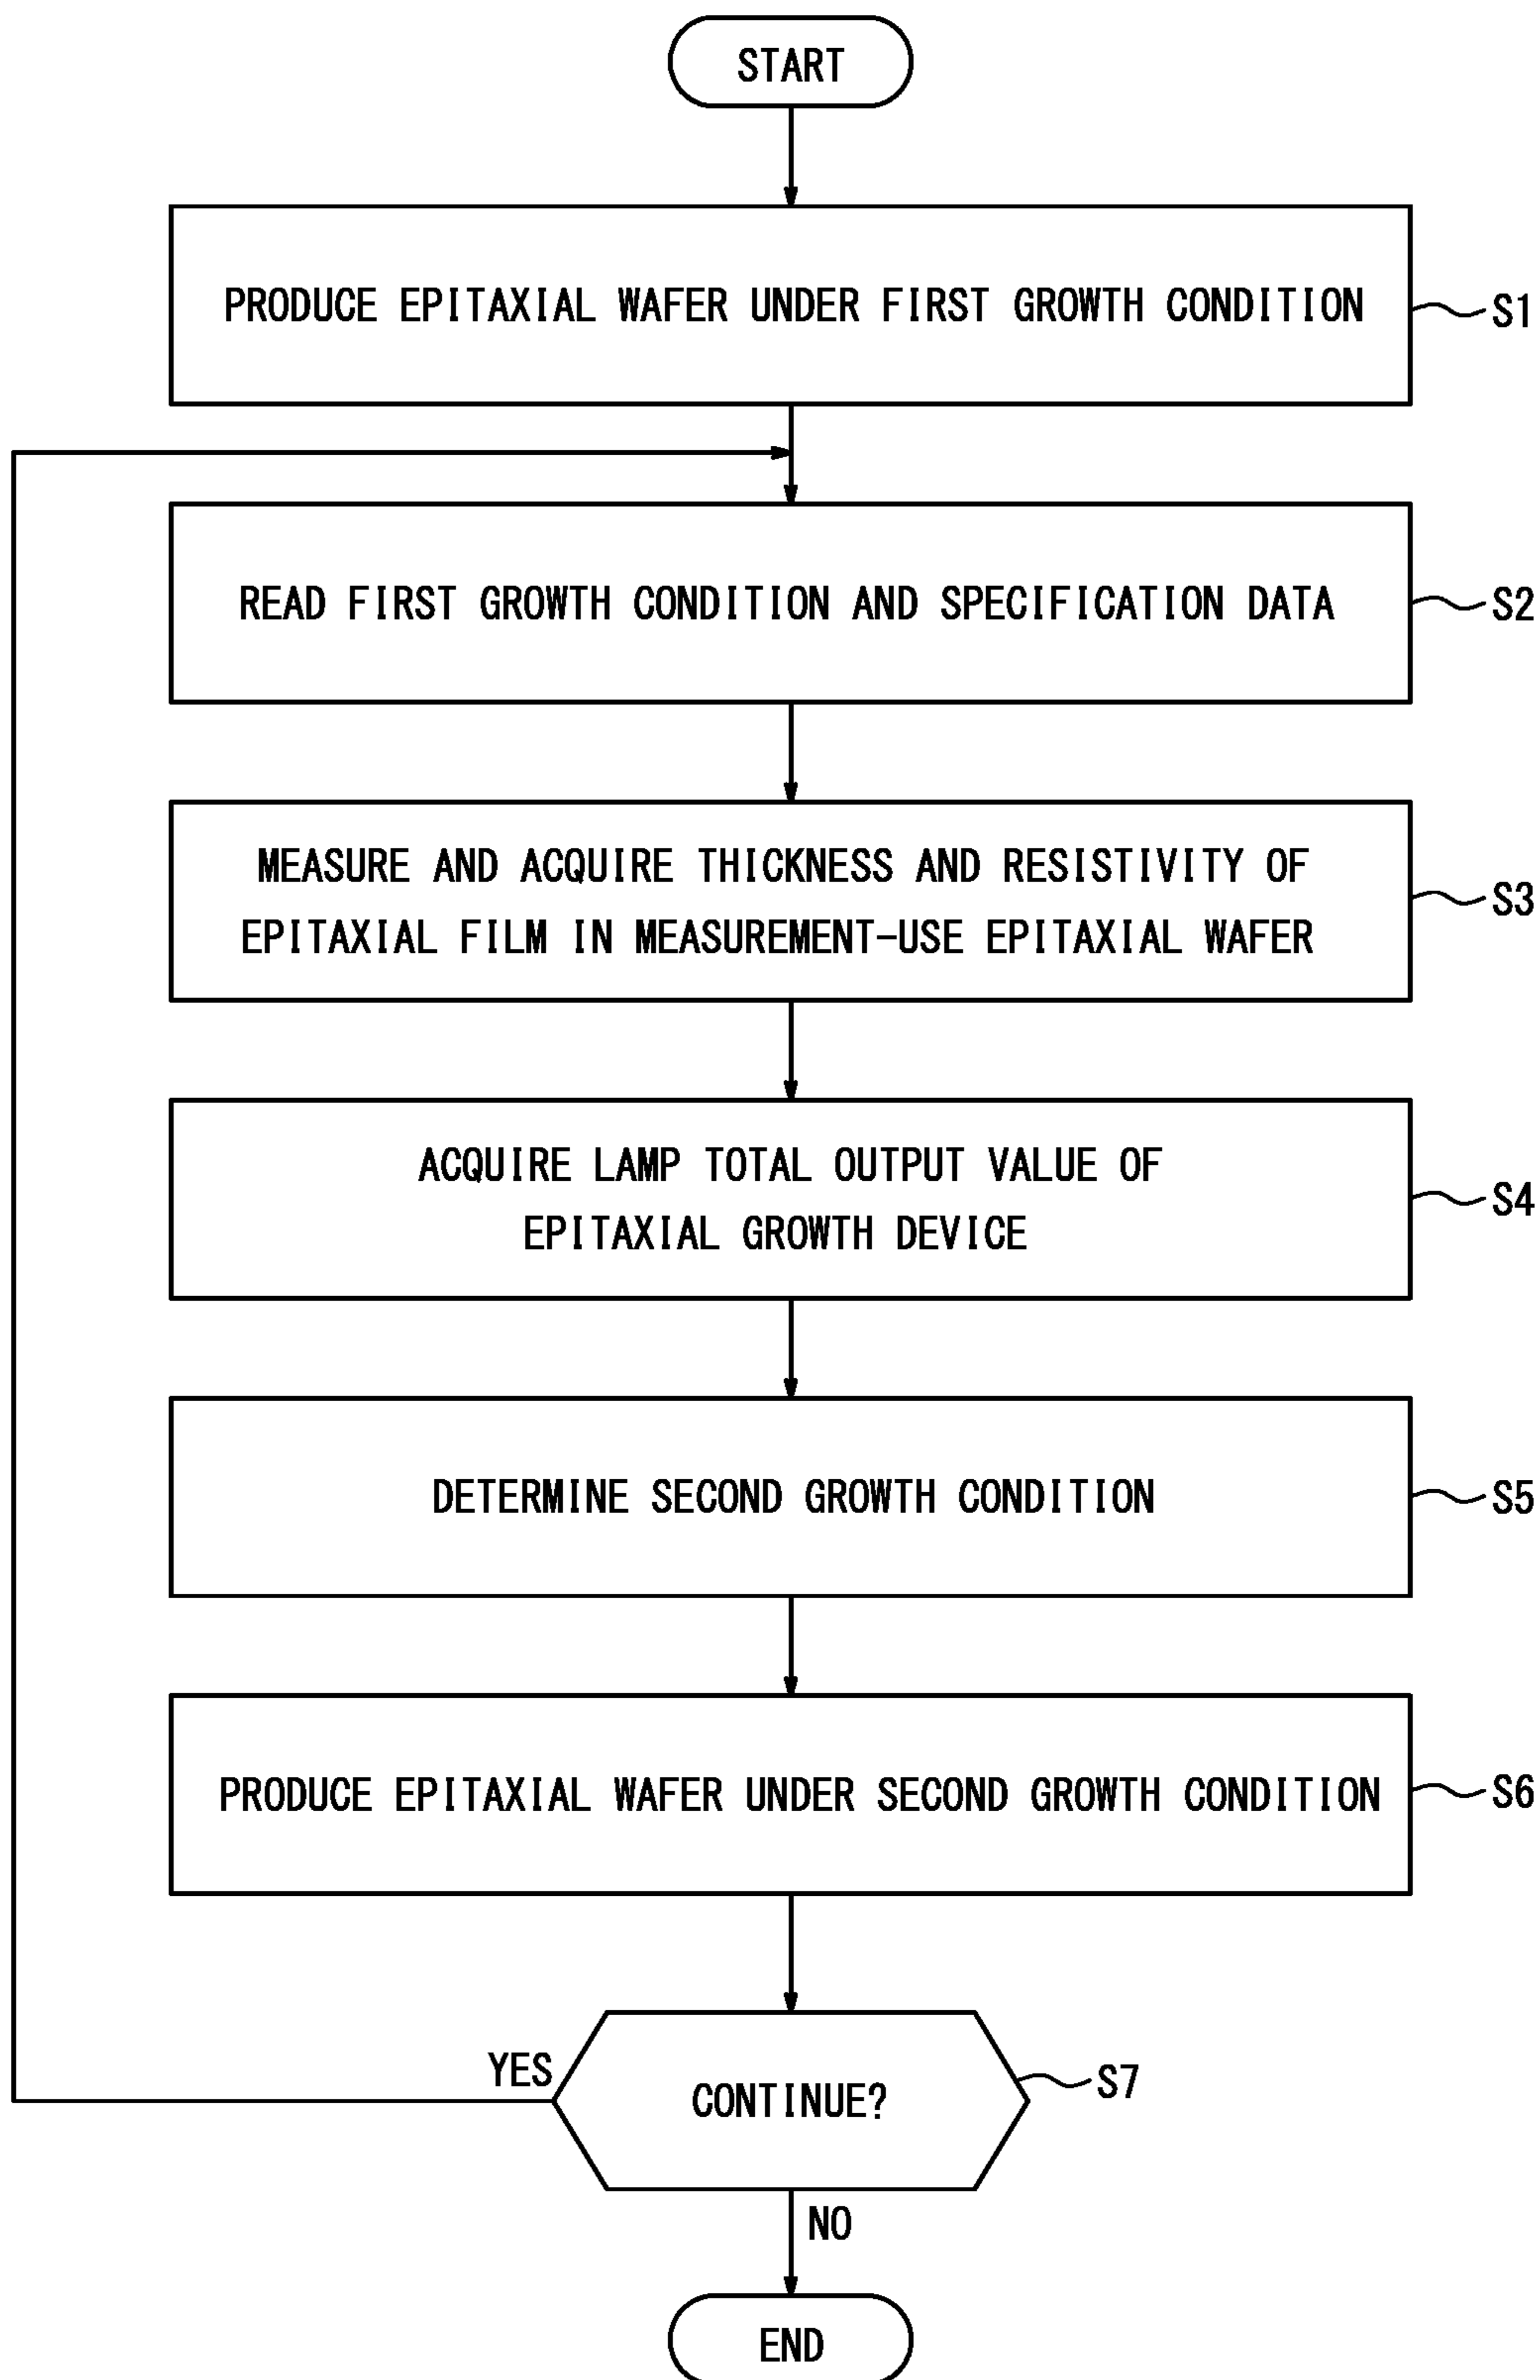 START
PRODUCE EPITAXIAL WAFER UNDER FIRST GROWTH CONDITION
S1
READ FIRST GROWTH CONDITION AND SPECIFICATION DATA
S2
MEASURE AND ACQUIRE THICKNESS AND RESISTIVITY OF
EPITAXIAL FILM IN MEASUREMENT-USE EPITAXIAL WAFER
S3
ACQUIRE LAMP TOTAL OUTPUT VALUE OF
EPITAXIAL GROWTH DEVICE
S4
DETERMINE SECOND GROWTH CONDITION
S5
PRODUCE EPITAXIAL WAFER UNDER SECOND GROWTH CONDITION
S6
YES
CONTINUE?
S7
NO
END